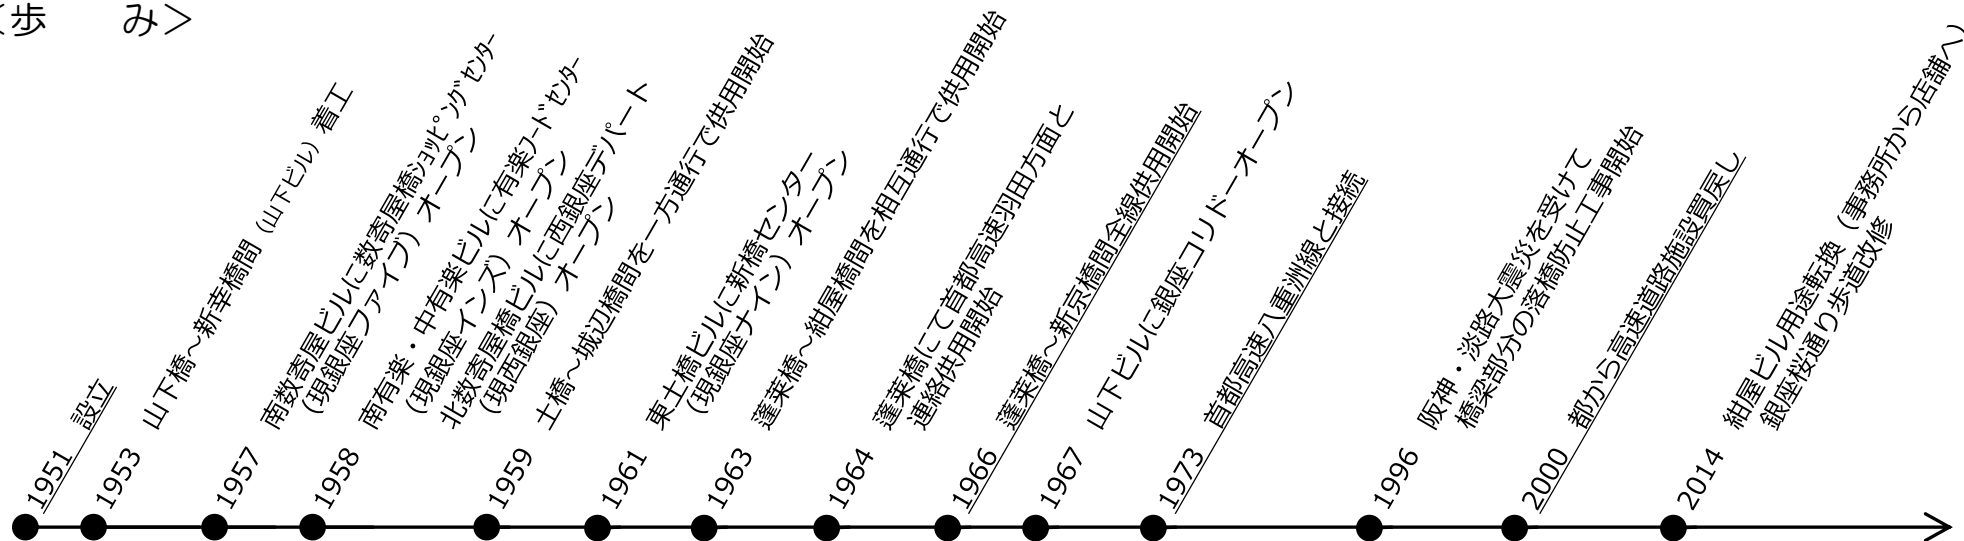 〈歩　　み＞
1951　設立
1953　山下橋～新幸橋間（山下ビル）着工
1957　南数寄屋ビルに数寄屋橋ｼｮｯﾋﾟﾝｸﾞｾﾝﾀｰ
（現銀座ファイブ）オープン
1958　南有楽・中有楽ビルに有楽ﾌｰﾄﾞｾﾝﾀｰ
（現銀座インズ）オープン
北数寄屋橋ビルに西銀座デパート
（現西銀座）オープン
1959　土橋～城辺橋間を一方通行で供用開始
1961　東土橋ビルに新橋センター
（現銀座ナイン）オープン
1963　蓬莱橋～紺屋橋間を相互通行で供用開始
1964　蓬莱橋にて首都高速羽田方面と
連絡供用開始
1966　蓬莱橋～新京橋間全線供用開始
1967　山下ビルに銀座コリドーオープン
1973　首都高速八重洲線と接続
1996　阪神・淡路大震災を受けて
橋梁部分の落橋防止工事開始
2000　都から高速道路施設買戻し
2014　紺屋ビル用途転換（事務所から店舗へ）
銀座桜通り歩道改修